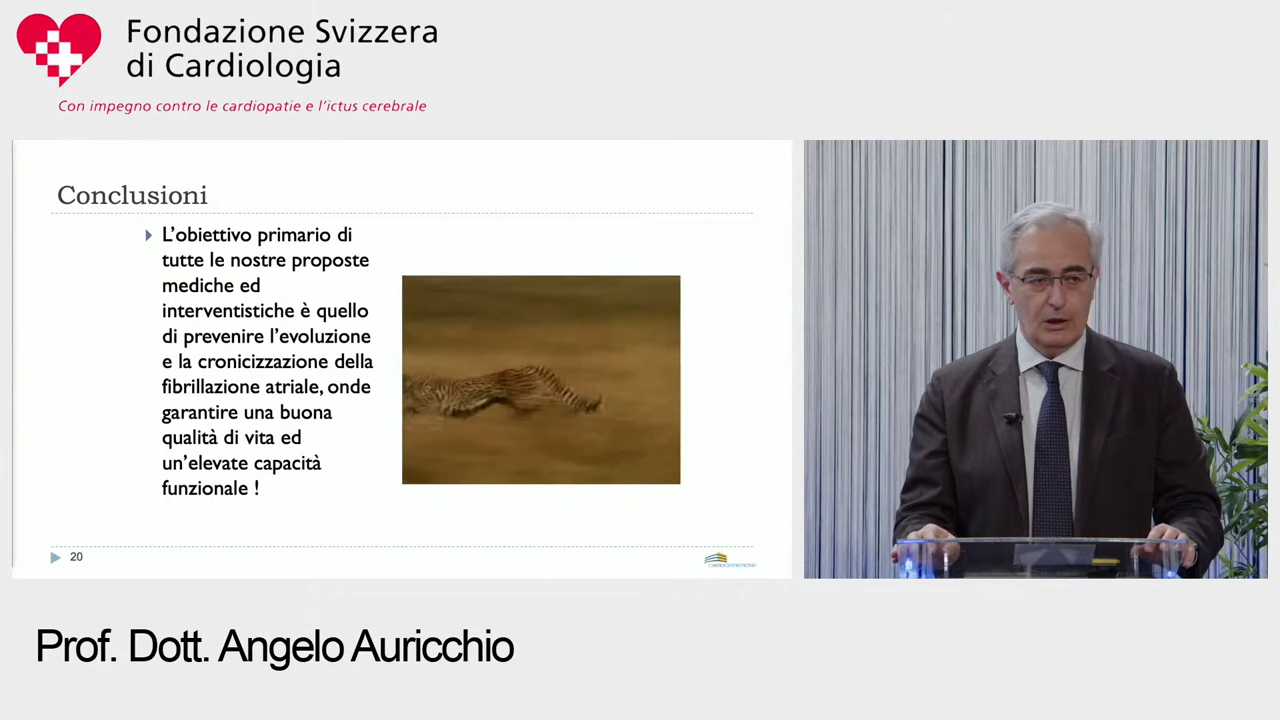 Fondazione Svizzera
di Cardiologia
Con impegno contro le cardiopatie e l'ictus cerebrale
Conclusioni
L'obiettivo primario di
tutte le nostre proposte
mediche ed
interventistiche è quello
di prevenire l'evoluzione
e la cronicizzazione della
fibrillazione atriale, onde
garantire una buona
qualità di vita ed
un'elevate capacità
funzionale !
20
CARDIOCENTROTICINO
Prof. Dott. Angelo Auricchio